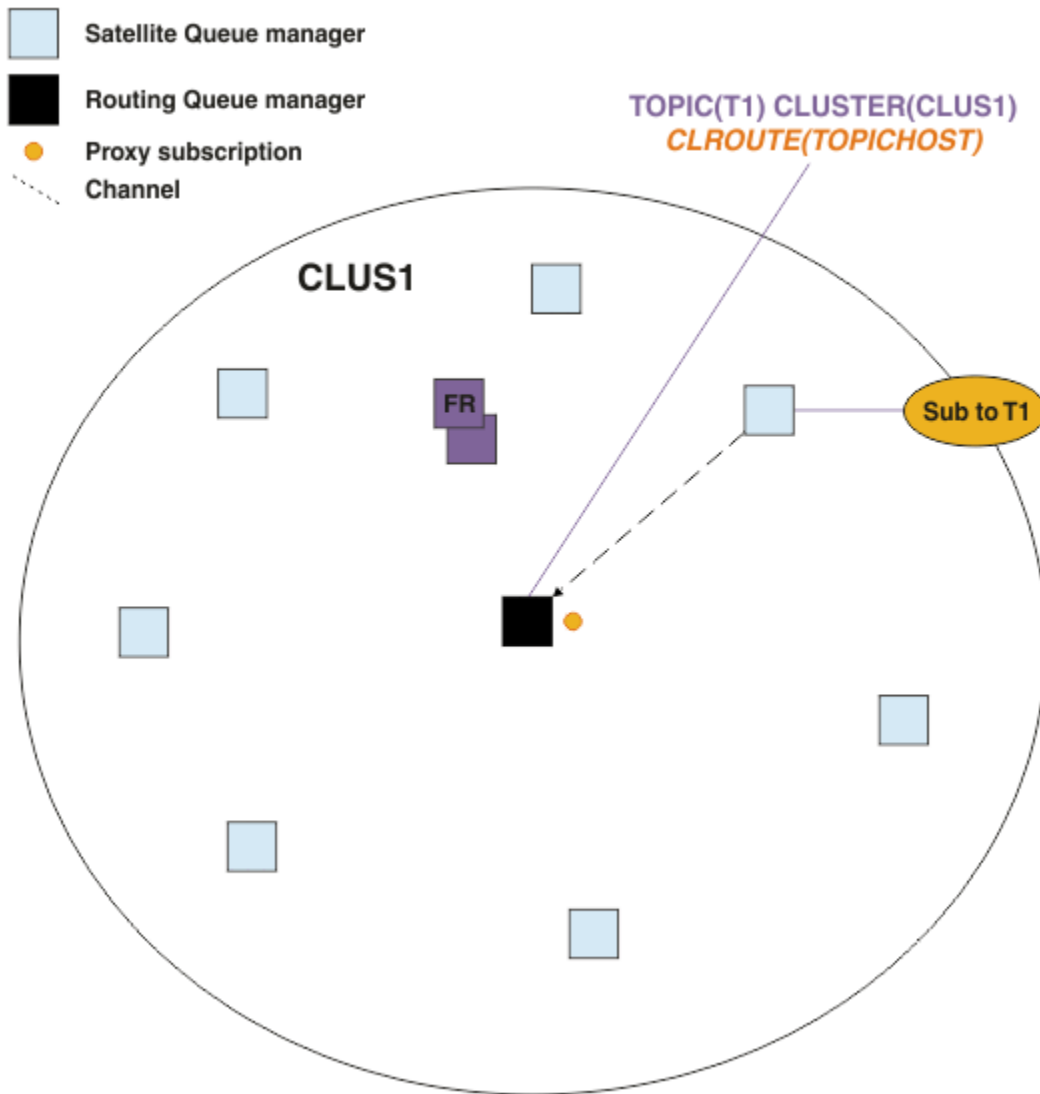 Satellite Queue manager
Routing Queue manager
Proxy subscription
Channel
TOPIC(T1) CLUSTER(CLUS1)
CLROUTE(TOPICHOST)
CLUS1
FR
Sub to T1